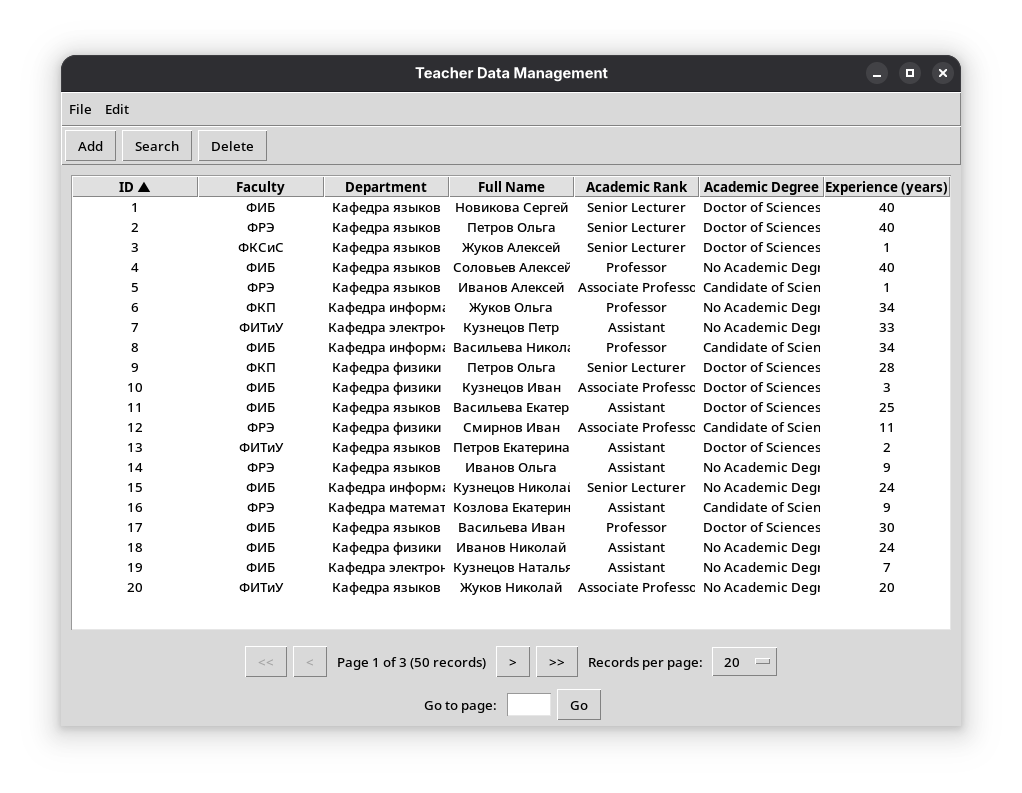 Teacher Data Management
File Edit
Add Search Delete
ID ▲ Faculty Department Full Name Academic Rank Academic Degree Experience (years)
1 ФИБ Кафедра языков Новикова Сергей Senior Lecturer Doctor of Sciences 40
2 ФРЭ Кафедра языков Петров Ольга Senior Lecturer Doctor of Sciences 40
3 ФКСиС Кафедра языков Жуков Алексей Senior Lecturer Doctor of Sciences 1
4 ФИБ Кафедра языков Соловьев Алексей Professor No Academic Degr 40
5 ФРЭ Кафедра языков Иванов Алексей Associate Professo Candidate of Scien 1
6 ФКП Кафедра информа Жуков Ольга Professor No Academic Degr 34
7 ФИТиУ Кафедра электрон Кузнецов Петр Assistant No Academic Degr 33
8 ФИБ Кафедра информа Васильева Никола Professor Candidate of Scien 34
9 ФКП Кафедра физики Петров Ольга Senior Lecturer Doctor of Sciences 28
10 ФИБ Кафедра физики Кузнецов Иван Associate Professo Doctor of Sciences 3
11 ФИБ Кафедра языков Васильева Екатер Assistant Doctor of Sciences 25
12 ФРЭ Кафедра физики Смирнов Иван Associate Professo Candidate of Scien 11
13 ФИТиУ Кафедра языков Петров Екатерина Assistant Doctor of Sciences 2
14 ФРЭ Кафедра языков Иванов Ольга Assistant No Academic Degr 9
15 ФИБ Кафедра информа Кузнецов Николай Senior Lecturer No Academic Degr 24
16 ФРЭ Кафедра математ Козлова Екатерин Assistant Candidate of Scien 9
17 ФИБ Кафедра языков Васильева Иван Professor Doctor of Sciences 30
18 ФИБ Кафедра физики Иванов Николай Assistant No Academic Degr 24
19 ФИБ Кафедра электрон Кузнецов Наталья Assistant No Academic Degr 7
20 ФИТиУ Кафедра языков Жуков Николай Associate Professo No Academic Degr 20
<< < Page 1 of 3 (50 records) > >> Records per page: 20
Go to page: Go